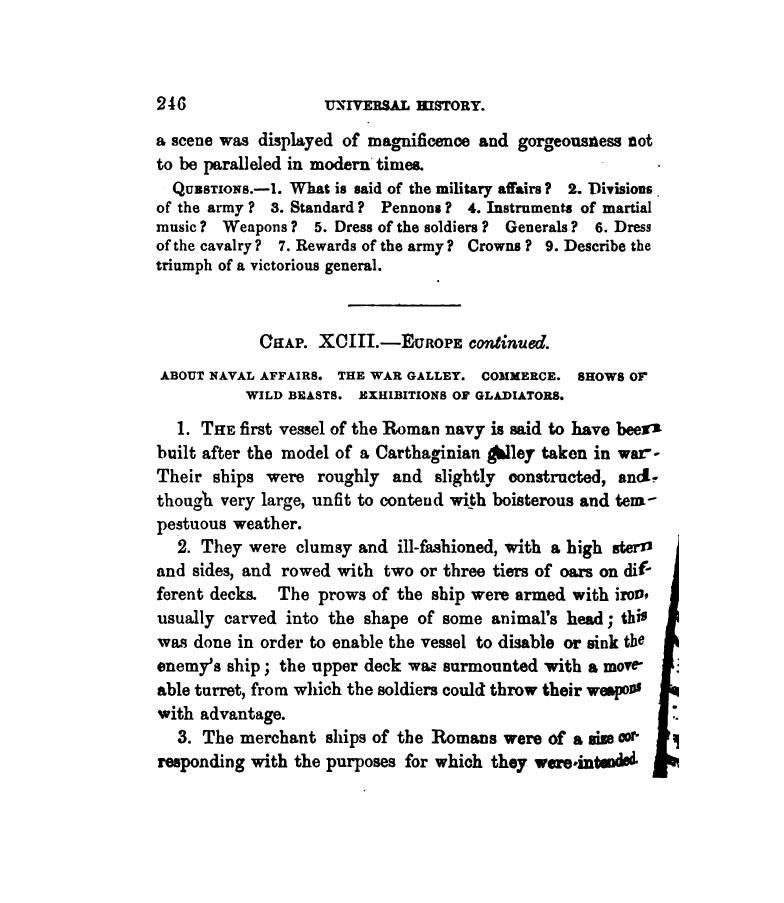 246 UNIVERSAL HISTORY.
a scene was displayed of magnificence and gorgeousness not
to be paralleled in modern times.
QUESTIONS.—1. What is said of the military affairs? 2. Divisions
of the army? 3. Standard? Pennons? 4. Instruments of martial
music? Weapons? 5. Dress of the soldiers? Generals? 6. Dress
of the cavalry? 7. Rewards of the army? Crowns? 9. Describe the
triumph of a victorious general.
CHAP. XCIII.—EUROPE continued.
ABOUT NAVAL AFFAIRS. THE WAR GALLEY. COMMERCE. SHOWS OF
WILD BEASTS. EXHIBITIONS OF GLADIATORS.
1. THE first vessel of the Roman navy is said to have been
built after the model of a Carthaginian galley taken in war.
Their ships were roughly and slightly constructed, and,
though very large, unfit to contend with boisterous and tem-
pestuous weather.
2. They were clumsy and ill-fashioned, with a high stern
and sides, and rowed with two or three tiers of oars on dif-
ferent decks. The prows of the ship were armed with iron,
usually carved into the shape of some animal's head; this
was done in order to enable the vessel to disable or sink the
enemy's ship; the upper deck was surmounted with a move-
able turret, from which the soldiers could throw their weapons
with advantage.
3. The merchant ships of the Romans were of a size cor-
responding with the purposes for which they were intended.